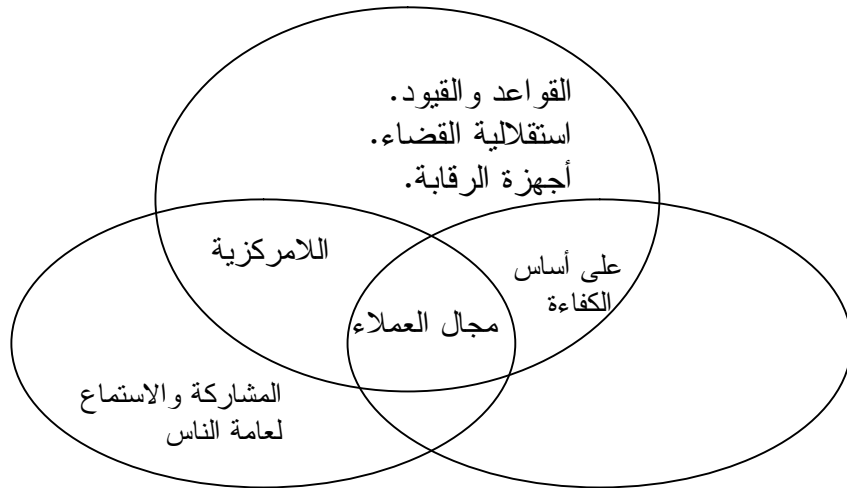 القواعد والقيود.
استقلالية القضاء.
أجهزة الرقابة.
اللامركزية
على أساس
الكفاءة
مجال العملاء
المشاركة والاستماع
لعامة الناس